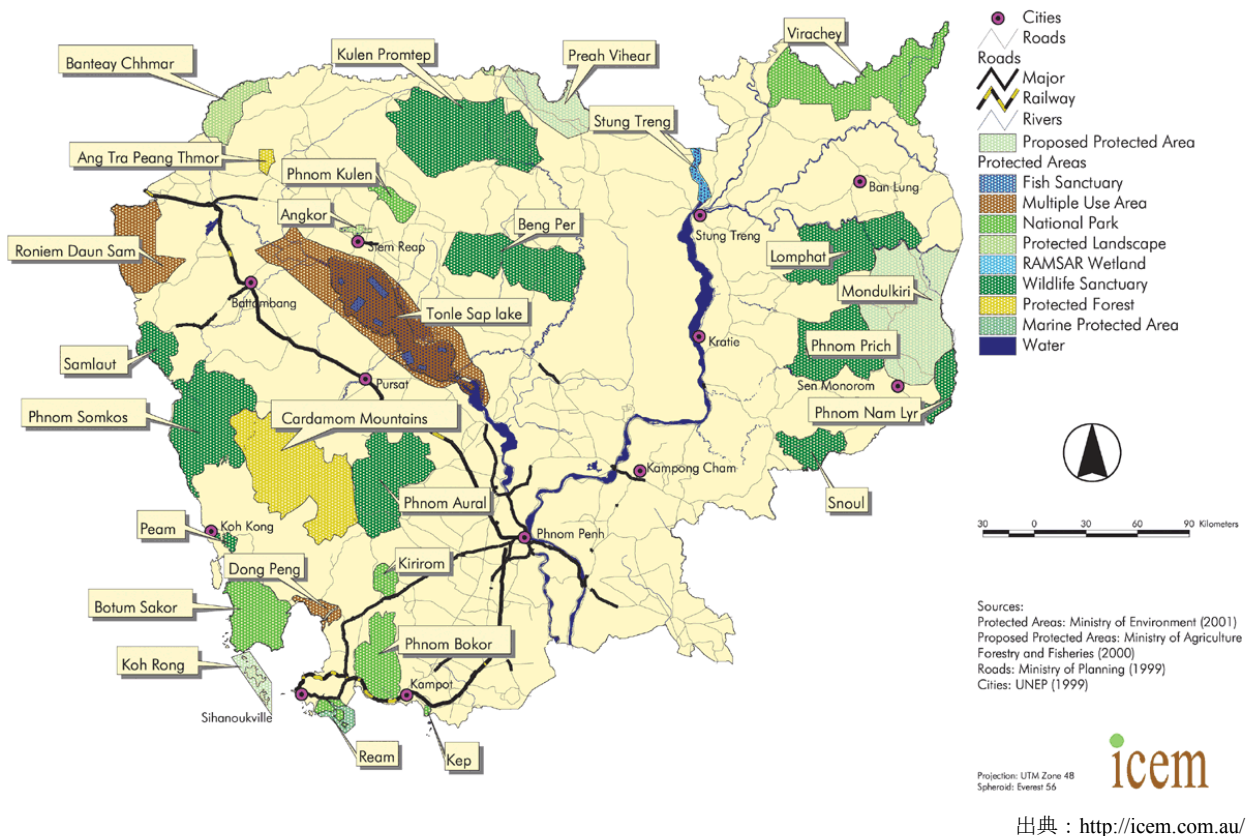 Banteay Chhmar
Kulen Promtep
Preah Vihear
Virachey
Stung Treng
Ang Tra Peang Thmor
Phnom Kulen
Angkor
Siem Reap
Beng Per
Ban Lung
Stung Treng
Lomphat
Roniem Daun Sam
Battambang
Tonle Sap lake
Mondulkiri
Kratie
Phnom Prich
Samlaut
Pursat
Sen Monorom
Phnom Somkos
Cardamom Mountains
Phnom Nam Lyr
Kampong Cham
Phnom Aural
Snoul
Peam
Koh Kong
Phnom Penh
Dong Peng
Kirirom
Botum Sakor
Phnom Bokor
Koh Rong
Kampot
Sihanoukville
Ream
Kep
Cities
Roads
Roads
Major
Railway
Rivers
Proposed Protected Area
Protected Areas
Fish Sanctuary
Multiple Use Area
National Park
Protected Landscape
RAMSAR Wetland
Wildlife Sanctuary
Protected Forest
Marine Protected Area
Water
30 0 30 60 90 Kilometers
Sources:
Protected Areas: Ministry of Environment (2001)
Proposed Protected Areas: Ministry of Agriculture
Forestry and Fisheries (2000)
Roads: Ministry of Planning (1999)
Cities: UNEP (1999)
Projection: UTM Zone 48
Spheroid: Everest 56
icem
出典：http://icem.com.au/